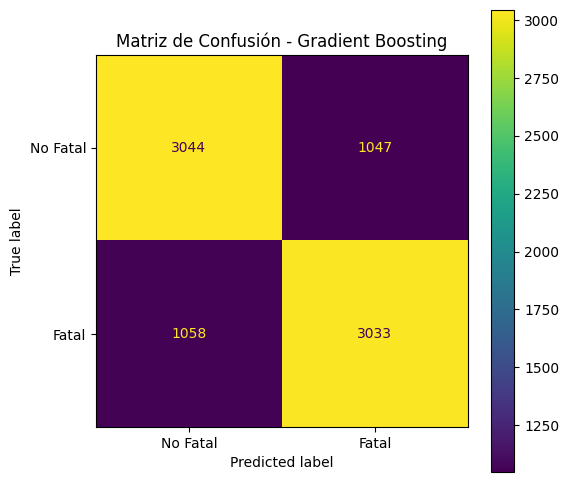 Matriz de Confusión - Gradient Boosting
True label
No Fatal
3044
1047
Fatal
1058
3033
No Fatal
Fatal
Predicted label
3000
2750
2500
2250
2000
1750
1500
1250